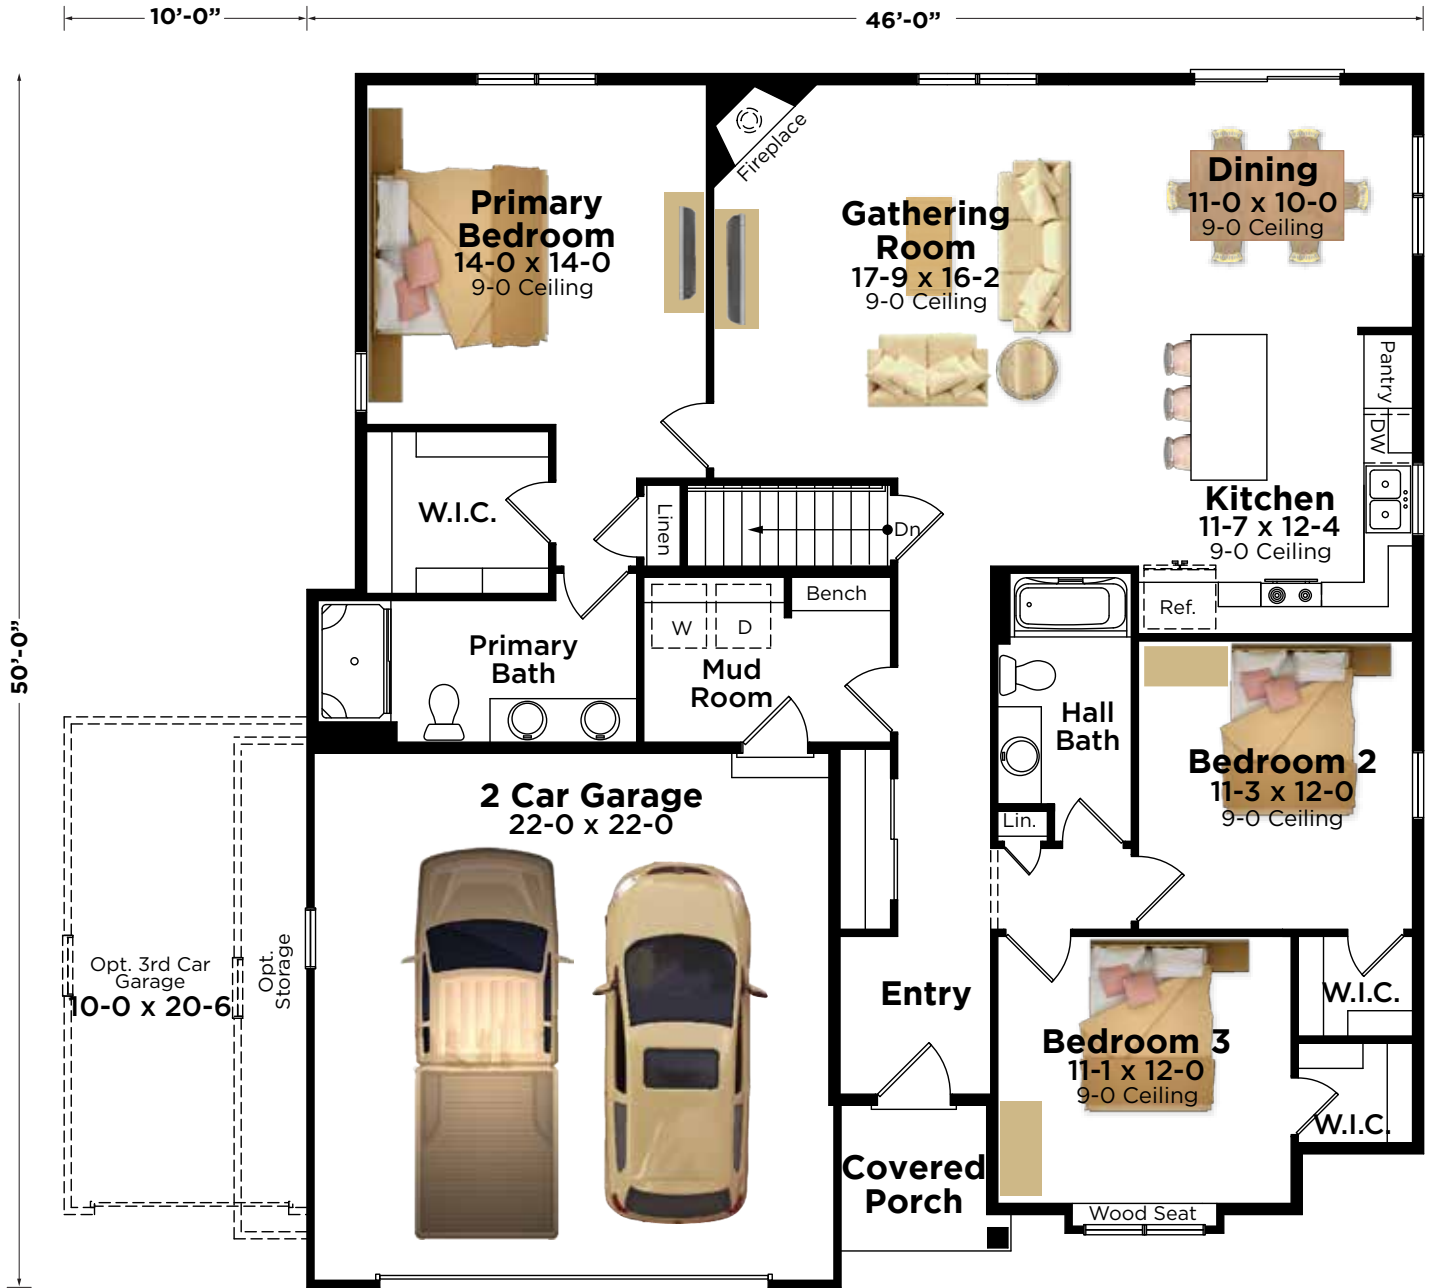 10'-0”
46'-0”
50'-0”
Primary
Bedroom
14-0 x 14-0
9-0 Ceiling
Fireplace
Gathering
Room
17-9 x 16-2
9-0 Ceiling
Dining
11-0 x 10-0
9-0 Ceiling
Pantry
DW
Kitchen
11-7 x 12-4
9-0 Ceiling
Ref.
W.I.C.
Linen
Dn
Bench
W
D
Mud
Room
Primary
Bath
Hall
Bath
Lin.
Bedroom 2
11-3 x 12-0
9-0 Ceiling
2 Car Garage
22-0 x 22-0
Opt. 3rd Car
Garage
10-0 x 20-6
Opt.
Storage
Entry
Bedroom 3
11-1 x 12-0
9-0 Ceiling
W.I.C.
W.I.C.
Covered
Porch
Wood Seat